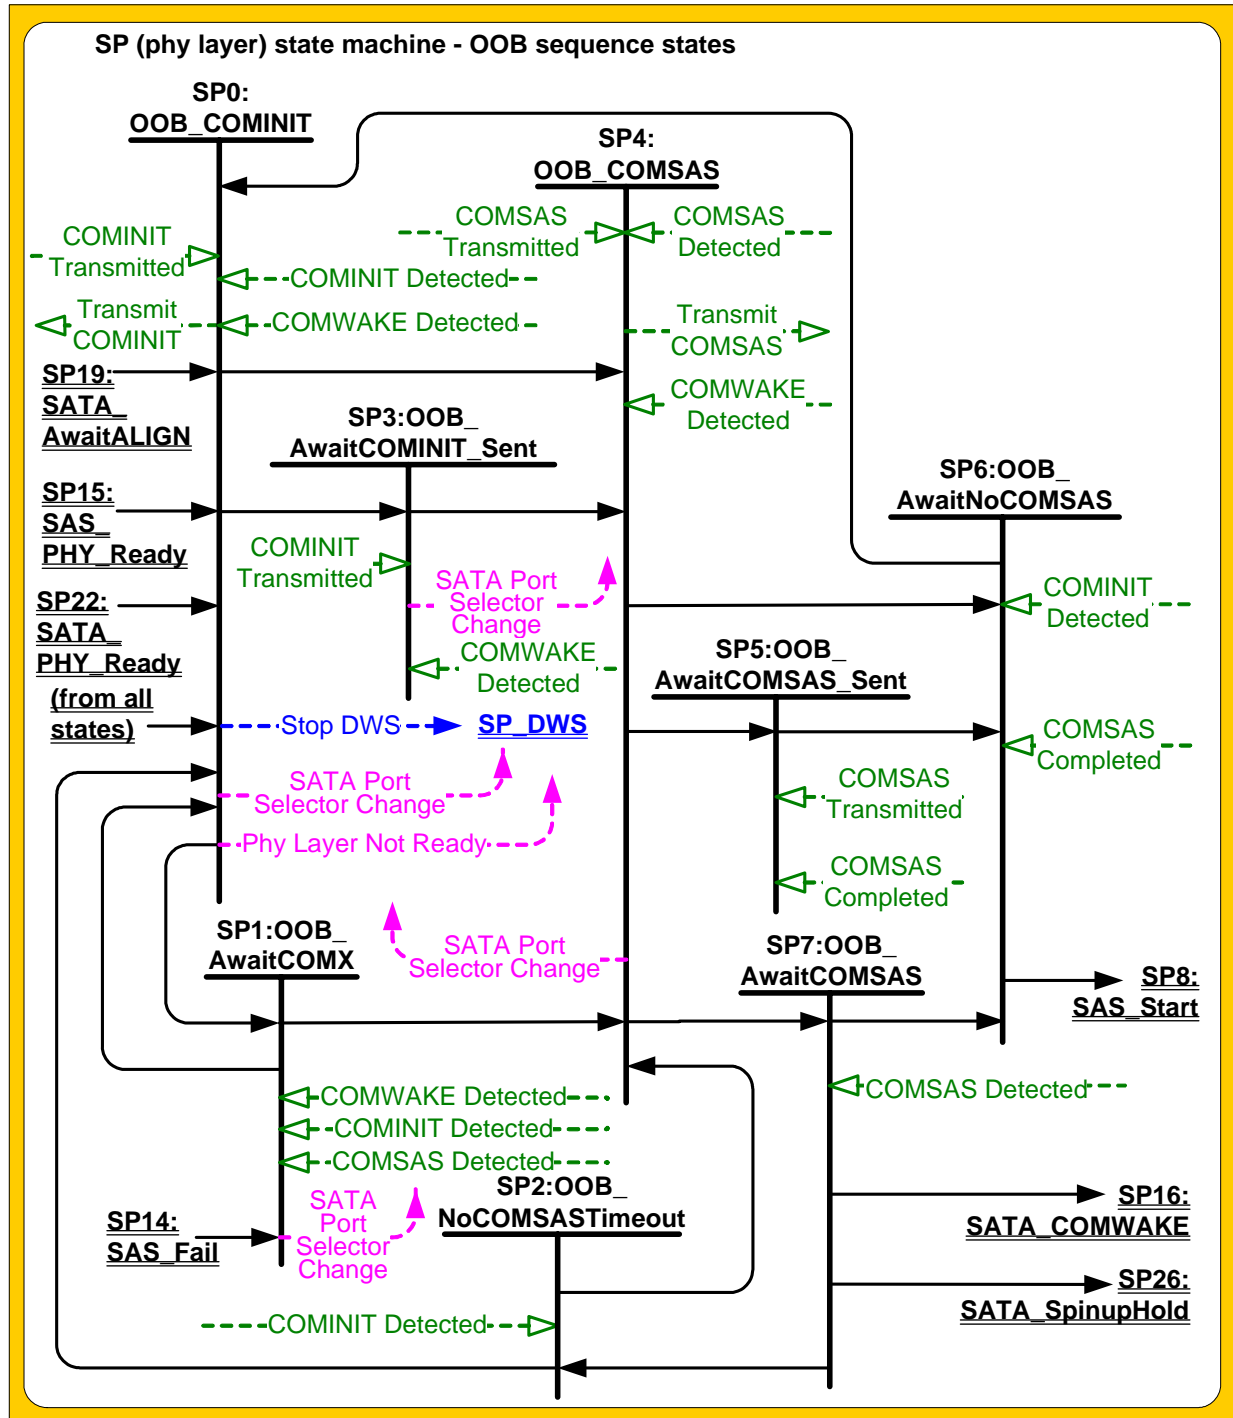 SP (phy layer) state machine - OOB sequence states
SP0:
OOB_COMINIT
SP4:
OOB_COMSAS
COMINIT
Transmitted
COMSAS
Transmitted
COMSAS
Detected
COMINIT Detected
Transmit
COMINIT
COMWAKE Detected
Transmit
COMSAS
SP19:
SATA_
AwaitALIGN
COMWAKE
Detected
SP3:OOB_
AwaitCOMINIT_Sent
SP6:OOB_
AwaitNoCOMSAS
SP15:
SAS_
PHY_Ready
COMINIT
Transmitted
SATA Port
Selector
Change
COMINIT
Detected
SP22:
SATA_
PHY_Ready
(from all
states)
COMWAKE
Detected
SP5:OOB_
AwaitCOMSAS_Sent
Stop DWS
SP_DWS
COMSAS
Completed
SATA Port
Selector Change
COMSAS
Transmitted
Phy Layer Not Ready
COMSAS
Completed
SP1:OOB_
AwaitCOMX
SATA Port
Selector Change
SP7:OOB_
AwaitCOMSAS
SP8:
SAS_Start
COMWAKE Detected
COMSAS Detected
COMINIT Detected
COMSAS Detected
SP2:OOB_
NoCOMSASTimeout
SATA
Port
Selector
Change
SP14:
SAS_Fail
SP16:
SATA_COMWAKE
SP26:
SATA_SpinupHold
COMINIT Detected